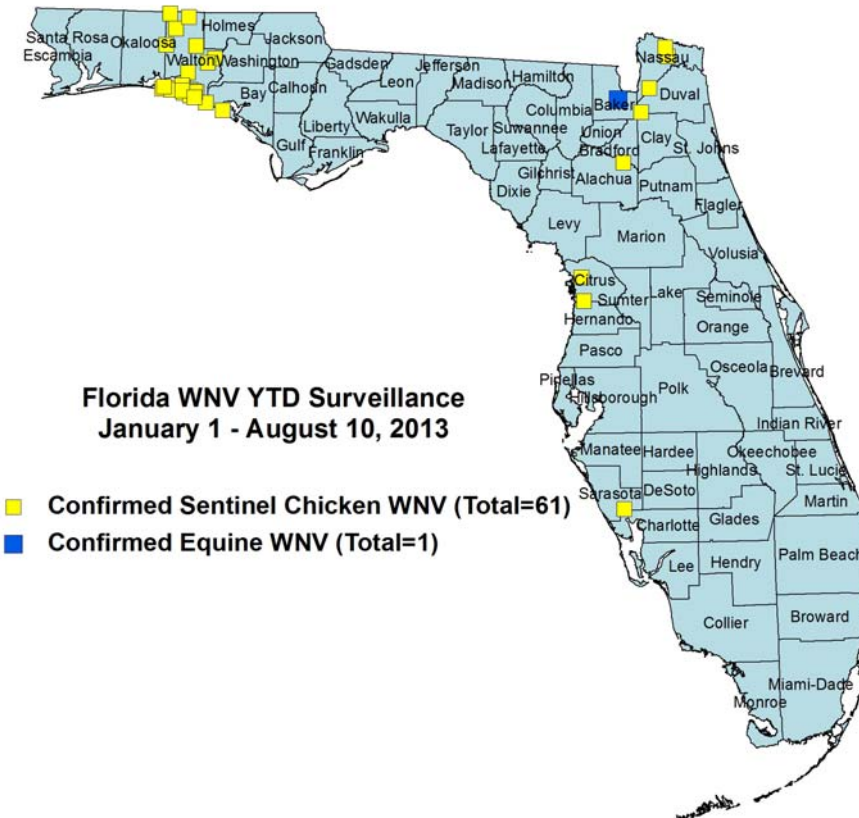 Santa Rosa
Escambia
Okaloosa
Walton
Holmes
Washington
Jackson
Bay
Calhoun
Gulf
Liberty
Franklin
Gadsden
Leon
Wakulla
Jefferson
Madison
Taylor
Hamilton
Suwannee
Lafayette
Columbia
Baker
Union
Bradford
Nassau
Duval
Clay
St. Johns
Gilchrist
Alachua
Dixie
Putnam
Flagler
Levy
Marion
Volusia
Citrus
Sumter
Lake
Seminole
Hernando
Orange
Pasco
Osceola
Brevard
Pinellas
Hillsborough
Polk
Indian River
Manatee
Hardee
Okeechobee
Highlands
St. Lucie
Sarasota
DeSoto
Martin
Charlotte
Glades
Lee
Hendry
Palm Beach
Collier
Broward
Miami-Dade
Monroe
Florida WNV YTD Surveillance
January 1 - August 10, 2013
Confirmed Sentinel Chicken WNV (Total=61)
Confirmed Equine WNV (Total=1)